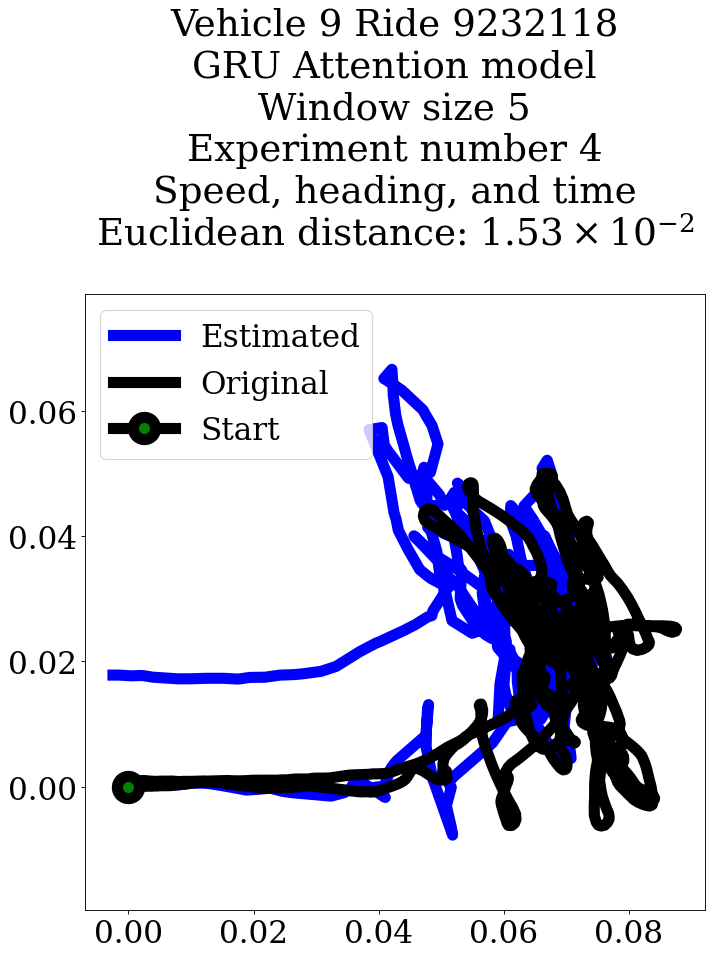 Vehicle 9 Ride 9232118
GRU Attention model
Window size 5
Experiment number 4
Speed, heading, and time
Euclidean distance: 1.53 × 10⁻²
Estimated
Original
Start
0.06
0.04
0.02
0.00
0.00 0.02 0.04 0.06 0.08